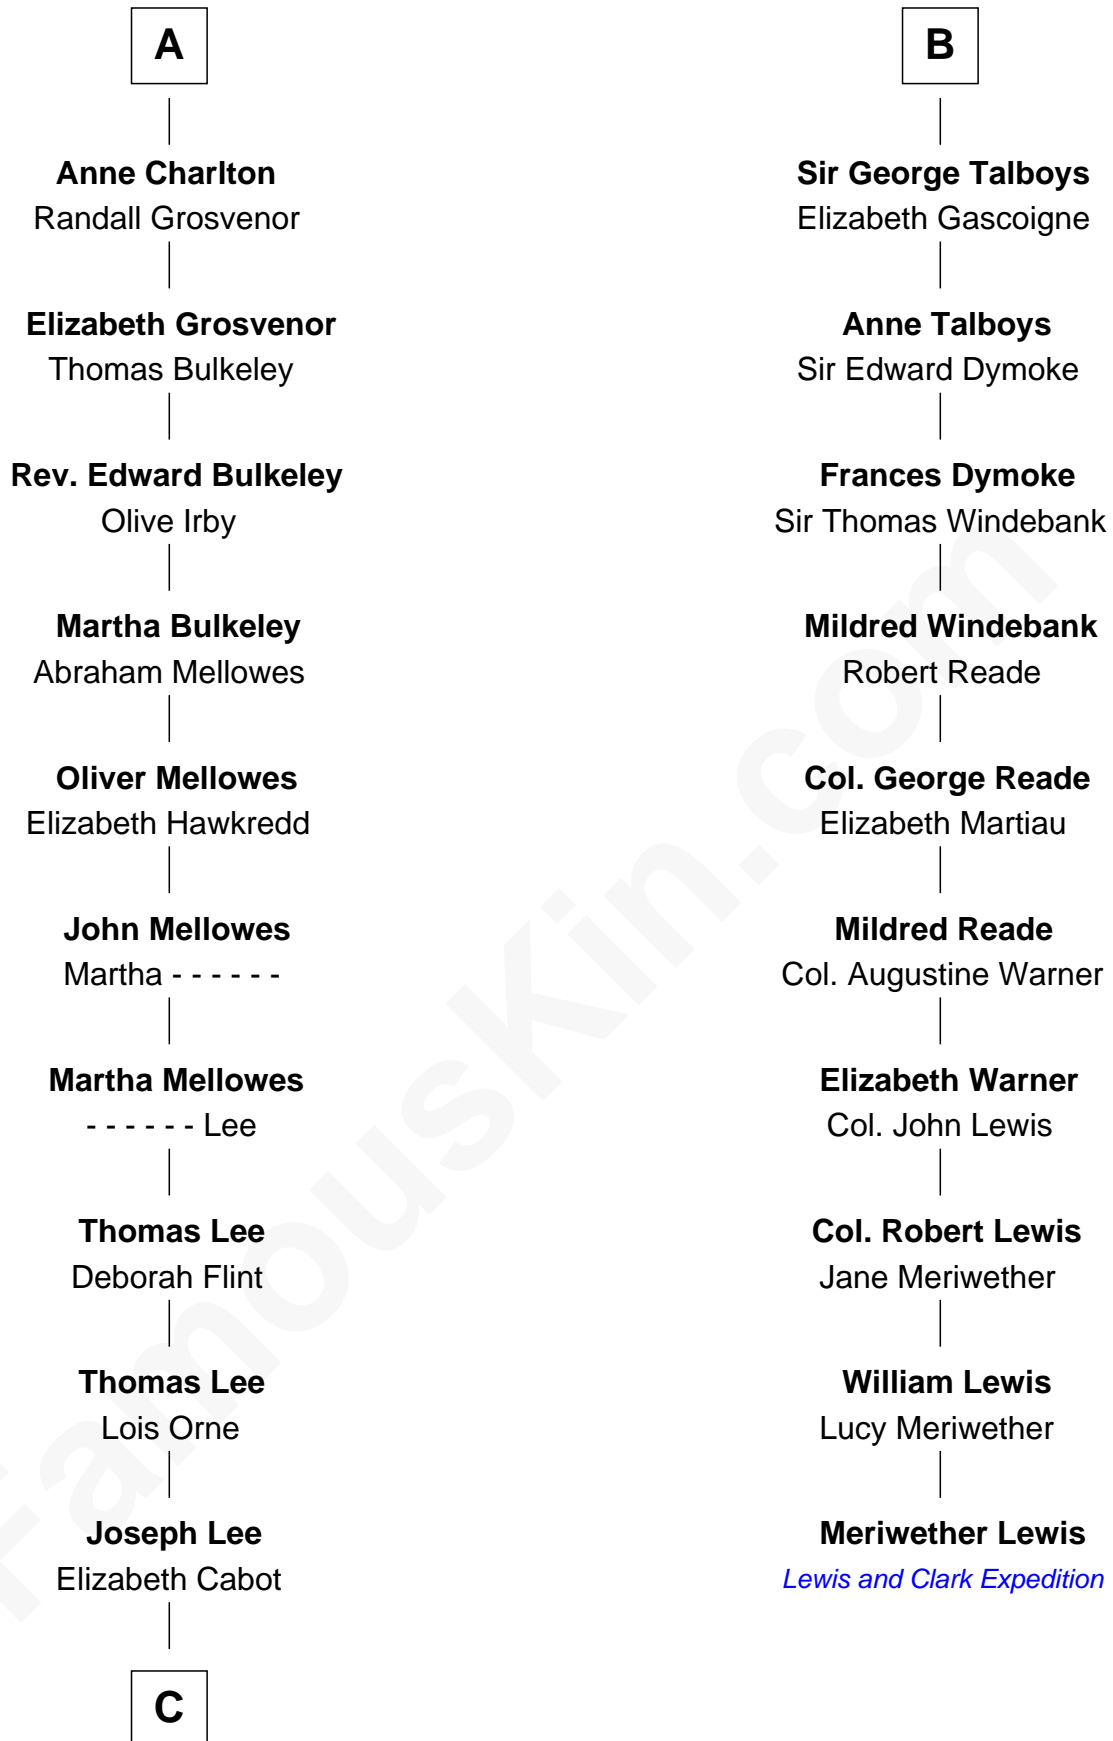 A
Anne Charlton
Randall Grosvenor
Elizabeth Grosvenor
Thomas Bulkeley
Rev. Edward Bulkeley
Olive Irby
Martha Bulkeley
Abraham Mellowes
Oliver Mellowes
Elizabeth Hawkredd
John Mellowes
Martha - - - - - -
Martha Mellowes
- - - - - - Lee
Thomas Lee
Deborah Flint
Thomas Lee
Lois Orne
Joseph Lee
Elizabeth Cabot
C
B
Sir George Talboys
Elizabeth Gascoigne
Anne Talboys
Sir Edward Dymoke
Frances Dymoke
Sir Thomas Windebank
Mildred Windebank
Robert Reade
Col. George Reade
Elizabeth Martiau
Mildred Reade
Col. Augustine Warner
Elizabeth Warner
Col. John Lewis
Col. Robert Lewis
Jane Meriwether
William Lewis
Lucy Meriwether
Meriwether Lewis
Lewis and Clark Expedition
FamousKin.com